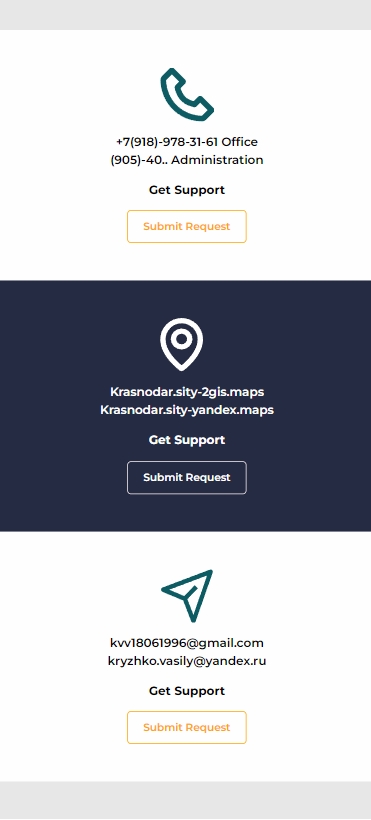 +7(918)-978-31-61 Office
(905)-40.. Administration
Get Support
Submit Request
Krasnodar.sity-2gis.maps
Krasnodar.sity-yandex.maps
Get Support
Submit Request
kvv18061996@gmail.com
kryzhko.vasily@yandex.ru
Get Support
Submit Request